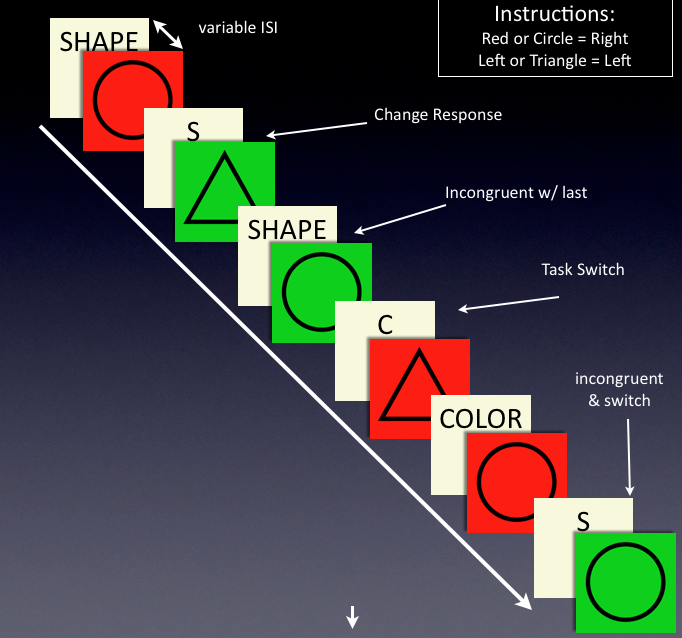 Instructions:
Red or Circle = Right
Left or Triangle = Left
variable ISI
SHAPE
S
Change Response
SHAPE
Incongruent w/ last
C
Task Switch
COLOR
incongruent
& switch
S